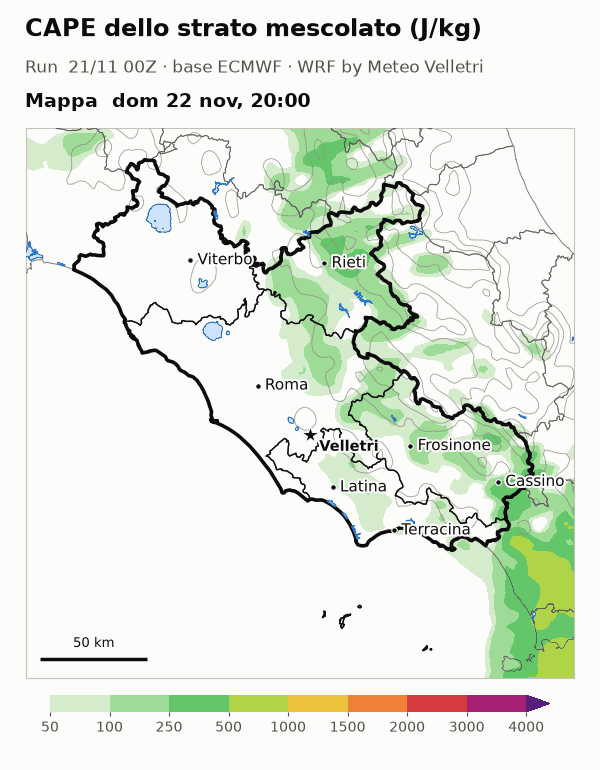 CAPE dello strato mescolato (J/kg)
Run 21/11 00Z · base ECMWF · WRF by Meteo Velletri
Mappa dom 22 nov, 20:00
Viterbo
Rieti
Roma
Velletri
Frosinone
Cassino
Latina
Terracina
50 km
50 100 250 500 1000 1500 2000 3000 4000